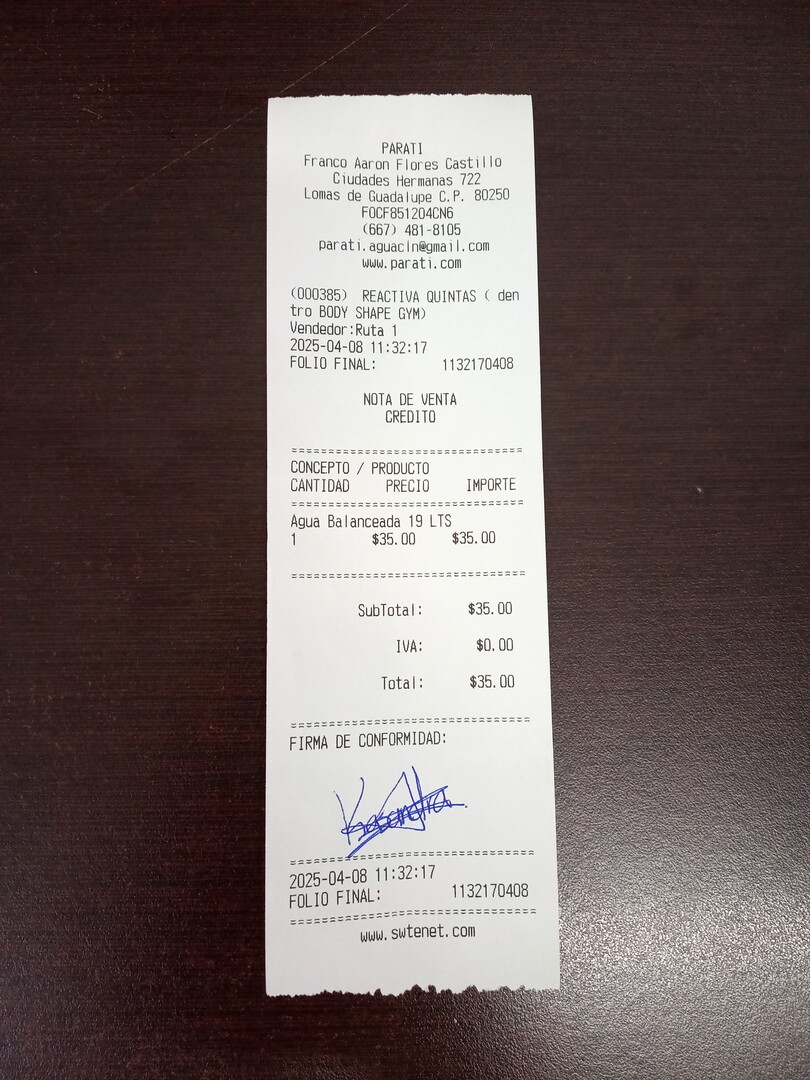 PARATI
Franco Aaron Flores Castillo
Ciudades Hermanas 722
Lomas de Guadalupe C.P. 80250
FOCF851204CN6
(667) 481-8105
parati.aguacln@gmail.com
www.parati.com
(000385) REACTIVA QUINTAS ( den
tro BODY SHAPE GYM)
Vendedor:Ruta 1
2025-04-08 11:32:17
FOLIO FINAL: 1132170408
NOTA DE VENTA
CREDITO
CONCEPTO / PRODUCTO
CANTIDAD PRECIO IMPORTE
Agua Balanceada 19 LTS
1 $35.00 $35.00
SubTotal: $35.00
IVA: $0.00
Total: $35.00
FIRMA DE CONFORMIDAD:
2025-04-08 11:32:17
FOLIO FINAL: 1132170408
www.swtenet.com